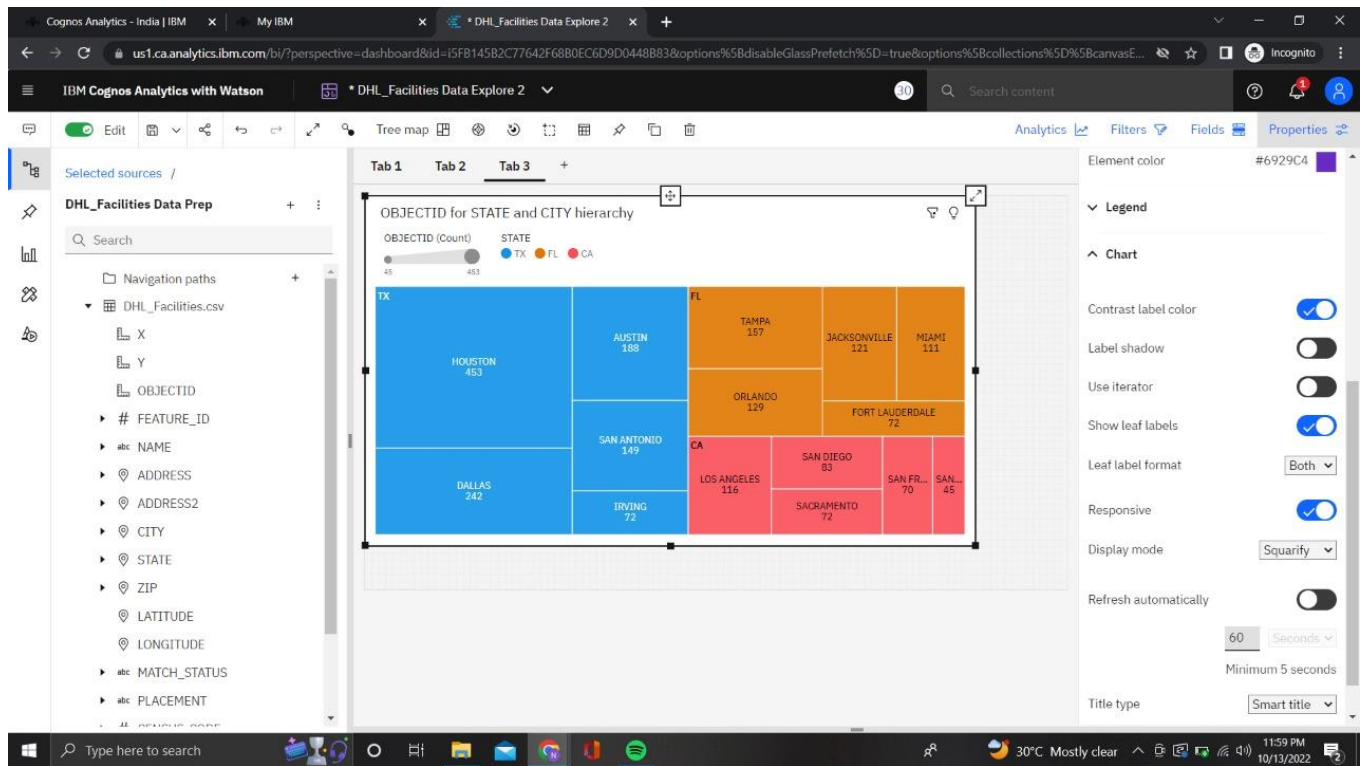 Cognos Analytics - India | IBM
My IBM
* DHL_Facilities Data Explore 2
us1.ca.analytics.ibm.com/bi/?perspective=dashboard&id=i5FB145B2C77642F68B0EC6D9D0448B83&options%5BdisableGlassPrefetch%5D=true&options%5Bcollections%5D%5BcanvasE...
Incognito
IBM Cognos Analytics with Watson
* DHL_Facilities Data Explore 2
30
Search content
1
Edit
Tree map
Analytics
Filters
Fields
Properties
Selected sources /
DHL_Facilities Data Prep
Search
Navigation paths
DHL_Facilities.csv
X
Y
OBJECTID
# FEATURE_ID
abc NAME
ADDRESS
ADDRESS2
CITY
STATE
ZIP
LATITUDE
LONGITUDE
abc MATCH_STATUS
abc PLACEMENT
Tab 1
Tab 2
Tab 3
OBJECTID for STATE and CITY hierarchy
OBJECTID (Count)
45
453
STATE
TX
FL
CA
TX
HOUSTON
453
DALLAS
242
AUSTIN
188
SAN ANTONIO
149
IRVING
72
FL
TAMPA
157
ORLANDO
129
JACKSONVILLE
121
MIAMI
111
FORT LAUDERDALE
72
CA
LOS ANGELES
116
SAN DIEGO
83
SACRAMENTO
72
SAN FR...
70
SAN...
45
Element color
#6929C4
Legend
Chart
Contrast label color
Label shadow
Use iterator
Show leaf labels
Leaf label format
Both
Responsive
Display mode
Squarify
Refresh automatically
60
Seconds
Minimum 5 seconds
Title type
Smart title
Type here to search
30°C Mostly clear
11:59 PM
10/13/2022
2